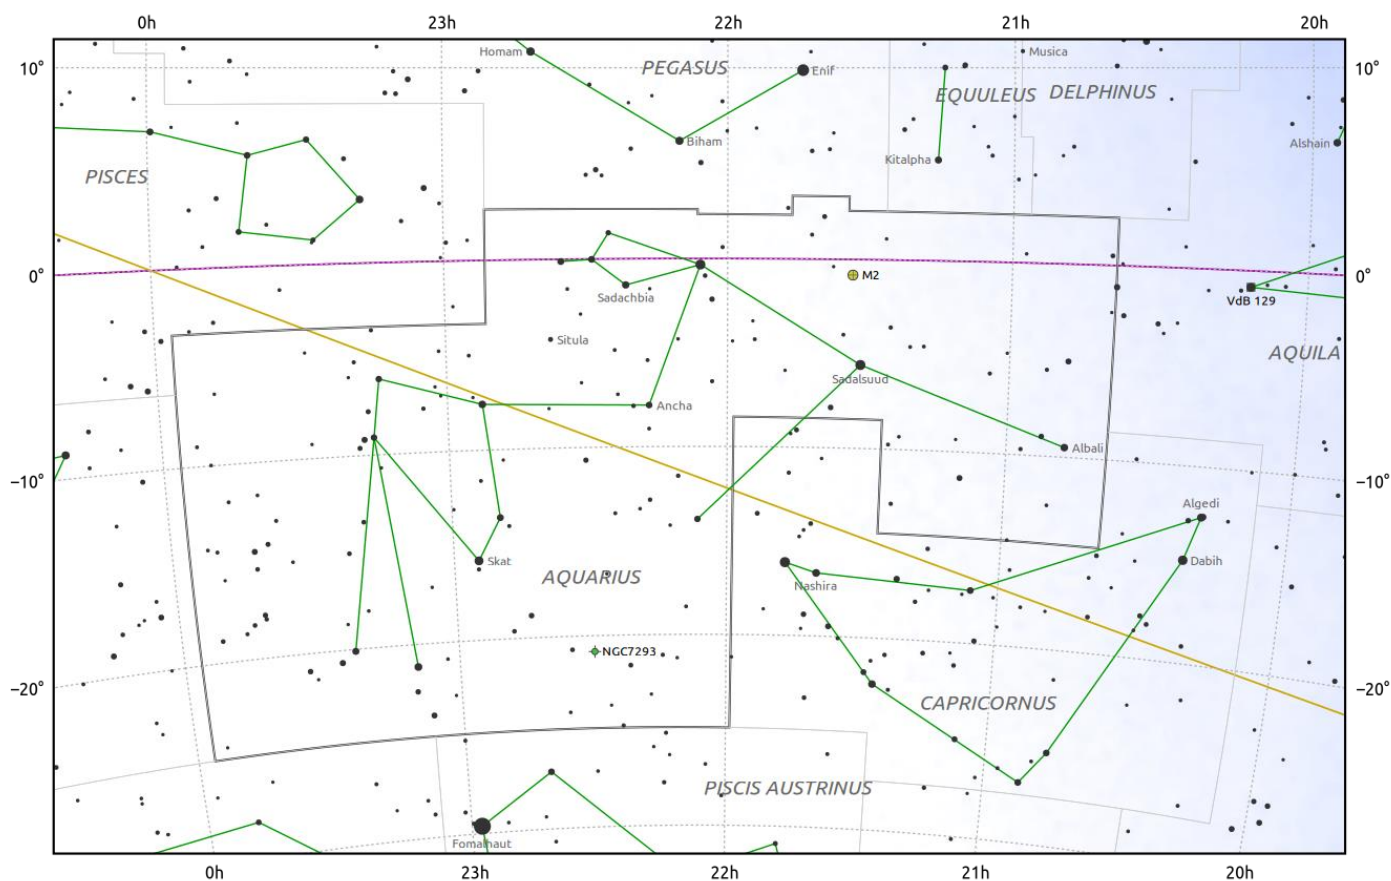 0h 23h 22h 21h 20h
Homam
PEGASUS
Enif
Musica
10°
10°
EQUULEUS
DELPHINUS
Biham
Kitalpha
Alshain
PISCES
0°
M2
0°
Sadachbia
VdB 129
Situla
AQUILA
Sadalsuud
Ancha
Albali
−10°
−10°
Algedi
Skat
Dabih
AQUARIUS
Nashira
NGC7293
−20°
−20°
CAPRICORNUS
PISCIS AUSTRINUS
Fomalhaut
0h 23h 22h 21h 20h